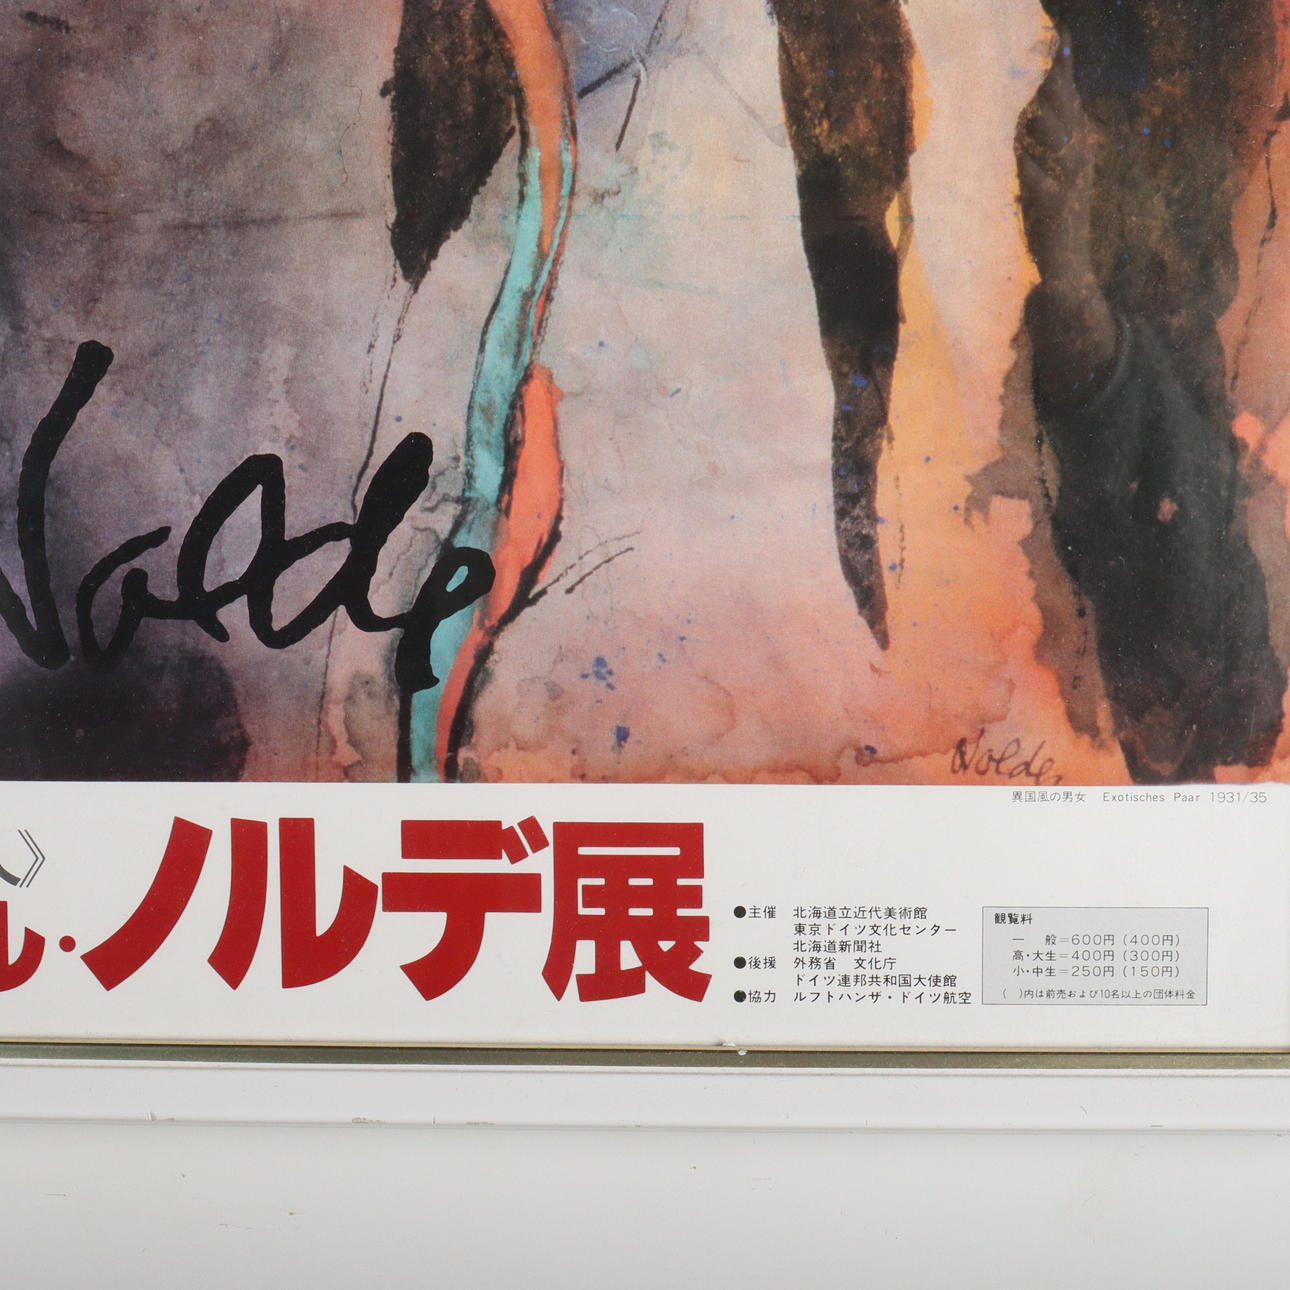 Nolde
Nolde.
異国風の男女 Exotisches Paar 1931/35
》
ル・ノルデ展
●主催 北海道立近代美術館
東京ドイツ文化センター
北海道新聞社
●後援 外務省 文化庁
ドイツ連邦共和国大使館
●協力 ルフトハンザ・ドイツ航空
観覧料
一 般=600円(400円)
高・大生=400円(300円)
小・中生=250円(150円)
( )内は前売および10名以上の団体料金